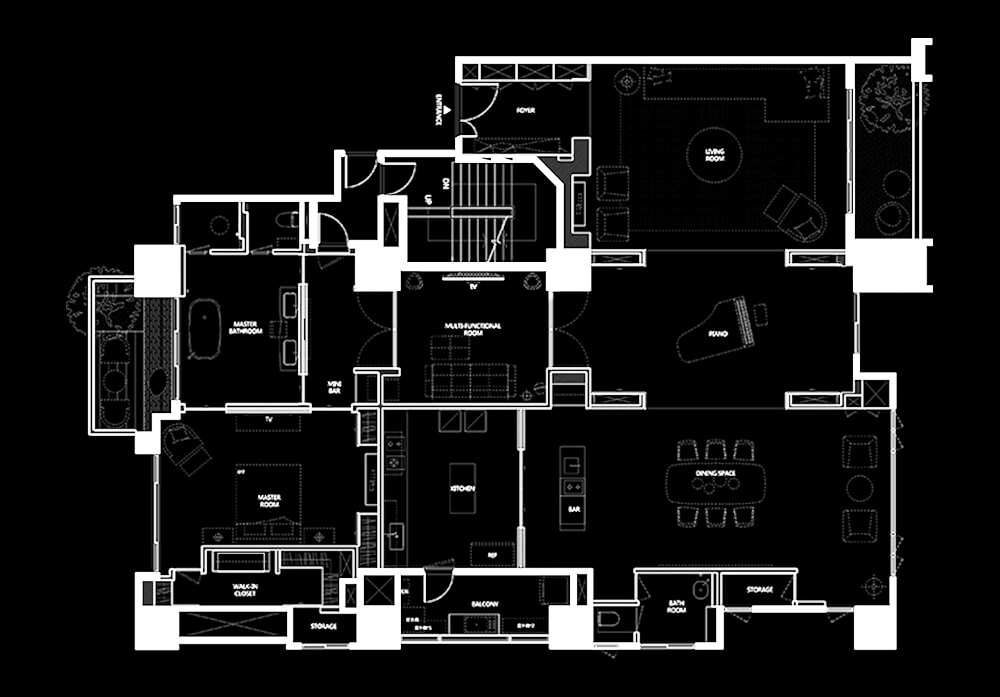 ENTRANCE
FOYER
LIVING
ROOM
DN
UP
TV
MASTER
BATHROOM
MULTI-FUNCTIONAL
ROOM
PIANO
MINI
BAR
TV
MASTER
ROOM
KITCHEN
DINING SPACE
BAR
REF
WALK-IN
CLOSET
BALCONY
BATH
ROOM
STORAGE
STORAGE